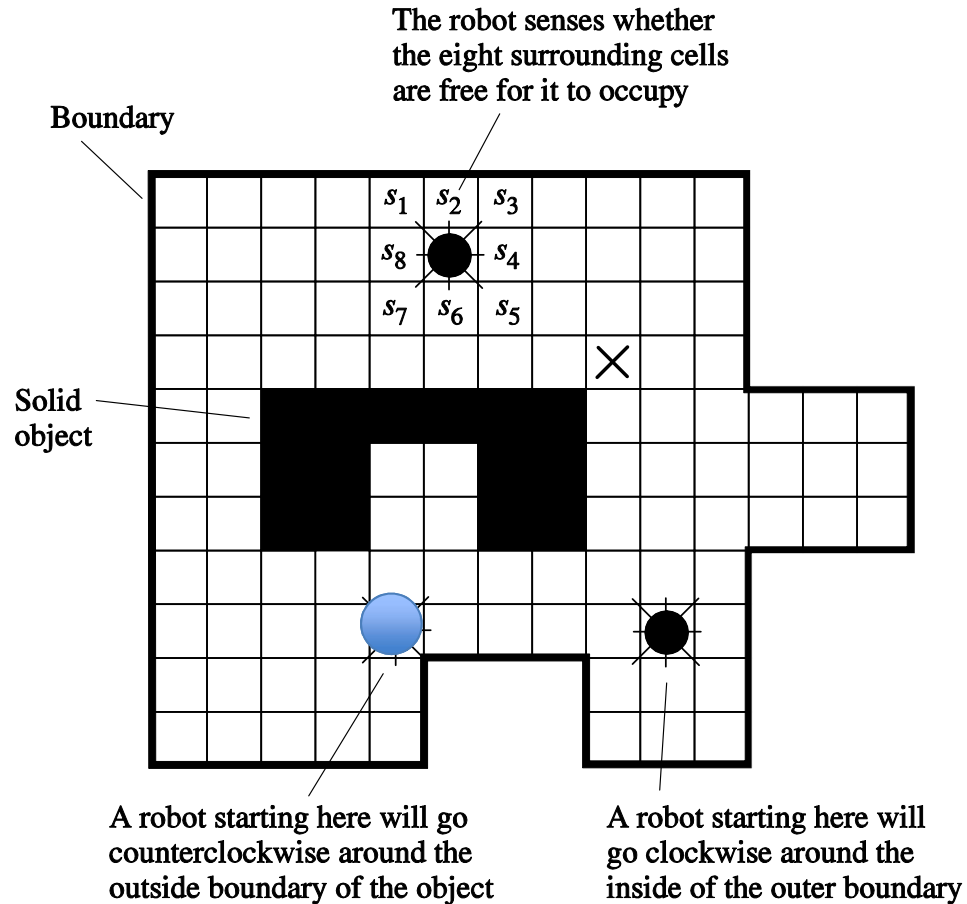 The robot senses whether
the eight surrounding cells
are free for it to occupy
Boundary
s1 s2 s3
s8 s4
s7 s6 s5
Solid
object
A robot starting here will go
counterclockwise around the
outside boundary of the object
A robot starting here will
go clockwise around the
inside of the outer boundary